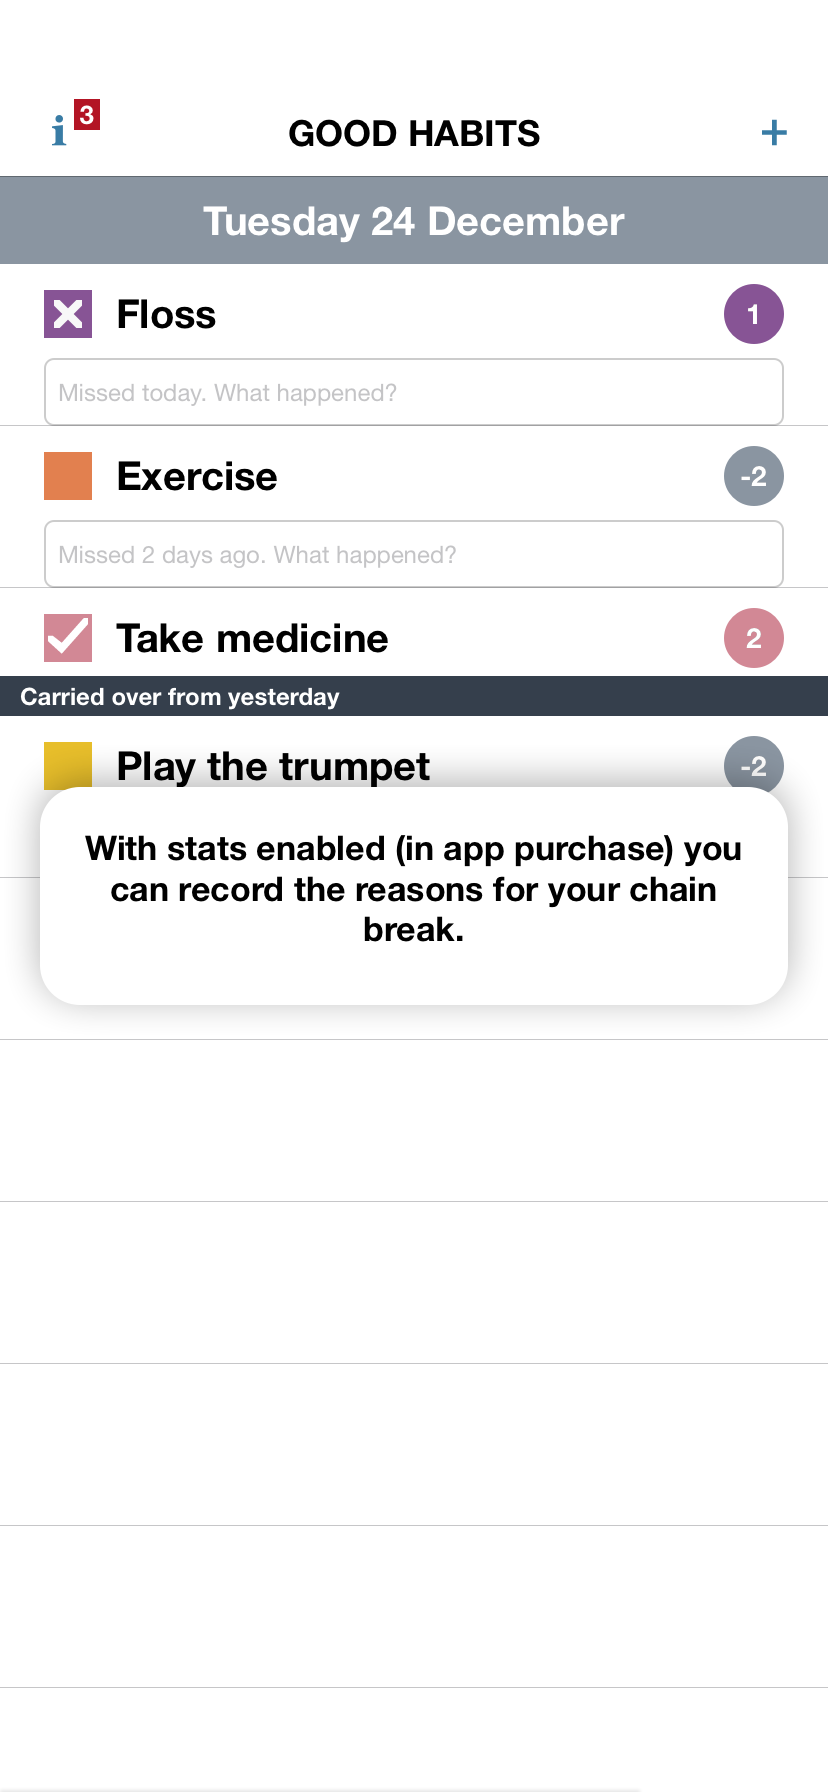 i 3
GOOD HABITS
+
Tuesday 24 December
Floss
1
Missed today. What happened?
Exercise
-2
Missed 2 days ago. What happened?
Take medicine
2
Carried over from yesterday
Play the trumpet
-2
With stats enabled (in app purchase) you
can record the reasons for your chain
break.